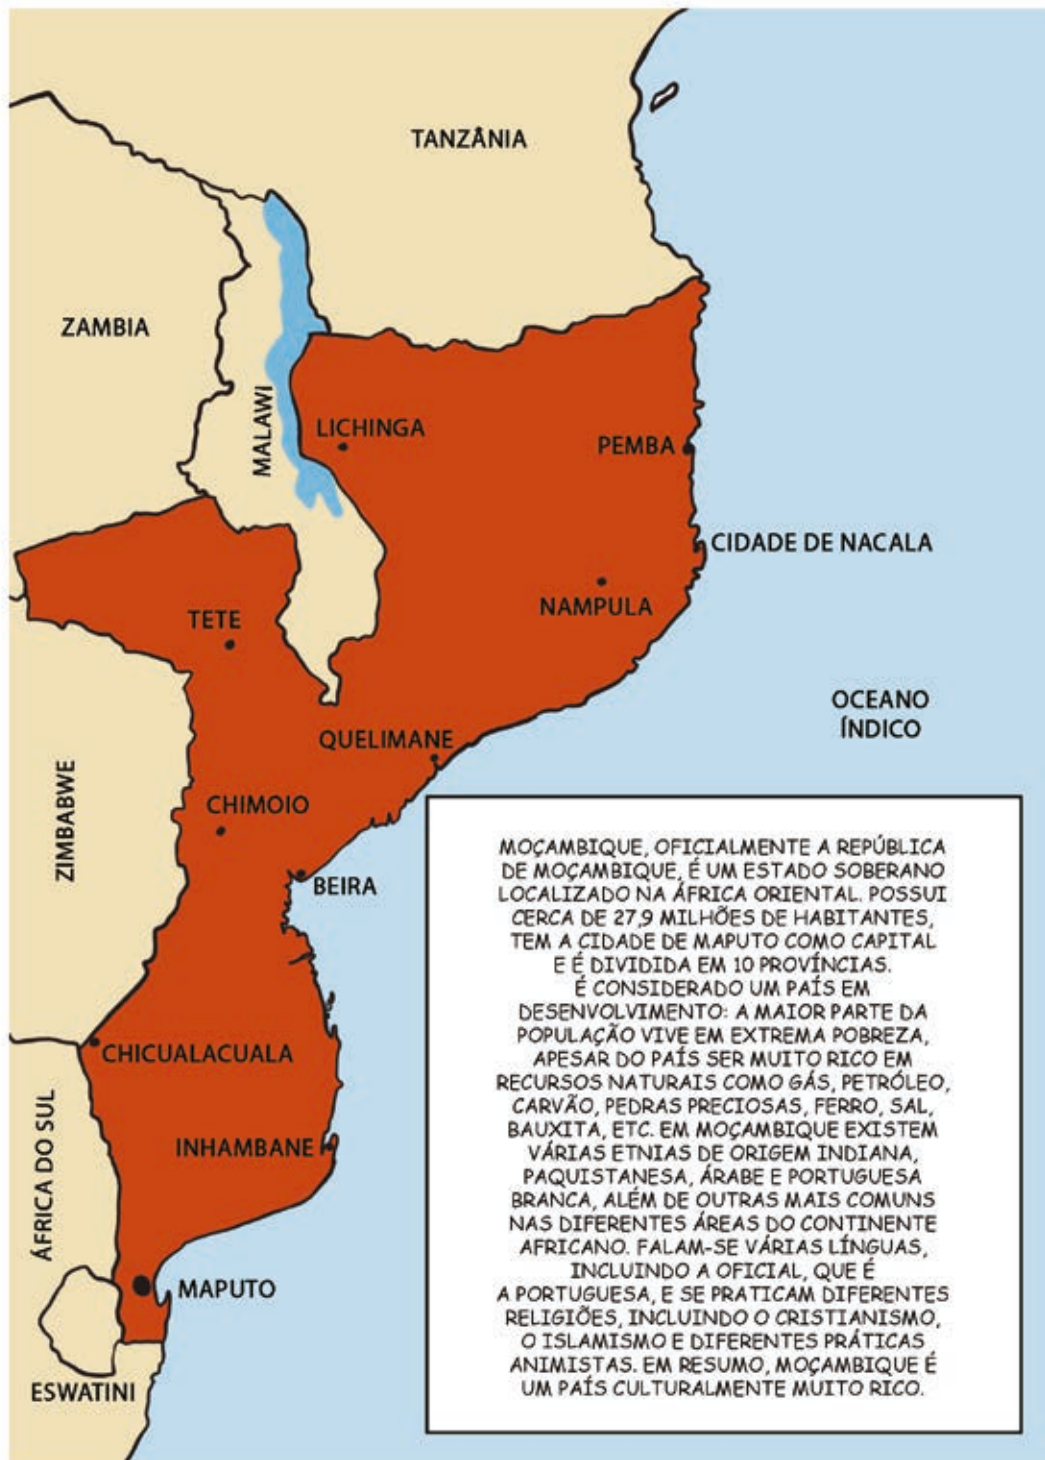 TANZÂNIA
ZAMBIA
MALAWI
LICHINGA
PEMBA
CIDADE DE NACALA
NAMPULA
TETE
OCEANO
ÍNDICO
QUELIMANE
ZIMBABWE
CHIMOIO
BEIRA
CHICUALACUALA
ÁFRICA DO SUL
INHAMBANE
MAPUTO
ESWATINI
MOÇAMBIQUE, OFICIALMENTE A REPÚBLICA
DE MOÇAMBIQUE, É UM ESTADO SOBERANO
LOCALIZADO NA ÁFRICA ORIENTAL. POSSUI
CERCA DE 27,9 MILHÕES DE HABITANTES,
TEM A CIDADE DE MAPUTO COMO CAPITAL
E É DIVIDIDA EM 10 PROVÍNCIAS.
É CONSIDERADO UM PAÍS EM
DESENVOLVIMENTO: A MAIOR PARTE DA
POPULAÇÃO VIVE EM EXTREMA POBREZA,
APESAR DO PAÍS SER MUITO RICO EM
RECURSOS NATURAIS COMO GÁS, PETRÓLEO,
CARVÃO, PEDRAS PRECIOSAS, FERRO, SAL,
BAUXITA, ETC. EM MOÇAMBIQUE EXISTEM
VÁRIAS ETNIAS DE ORIGEM INDIANA,
PAQUISTANESA, ÁRABE E PORTUGUESA
BRANCA, ALÉM DE OUTRAS MAIS COMUNS
NAS DIFERENTES ÁREAS DO CONTINENTE
AFRICANO. FALAM-SE VÁRIAS LÍNGUAS,
INCLUINDO A OFICIAL, QUE É
A PORTUGUESA, E SE PRATICAM DIFERENTES
RELIGIÕES, INCLUINDO O CRISTIANISMO,
O ISLAMISMO E DIFERENTES PRÁTICAS
ANIMISTAS. EM RESUMO, MOÇAMBIQUE É
UM PAÍS CULTURALMENTE MUITO RICO.